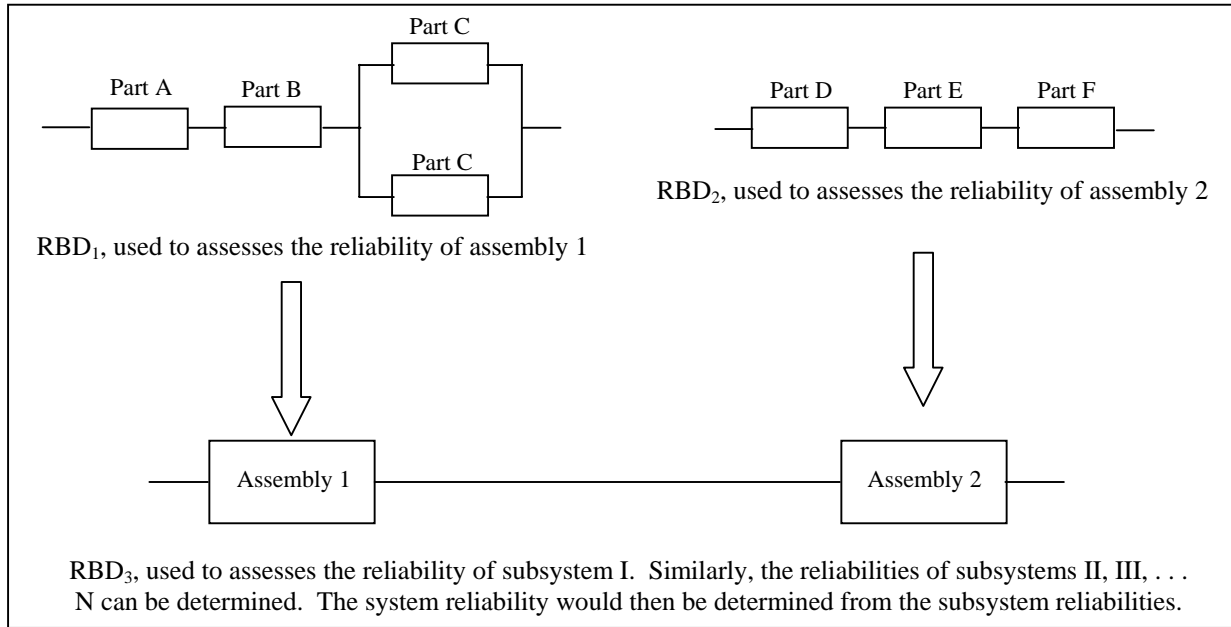 Part C
Part A
Part B
Part C
RBD₁, used to assesses the reliability of assembly 1
Part D
Part E
Part F
RBD₂, used to assesses the reliability of assembly 2
Assembly 1
Assembly 2
RBD₃, used to assesses the reliability of subsystem I. Similarly, the reliabilities of subsystems II, III, . . .
N can be determined. The system reliability would then be determined from the subsystem reliabilities.